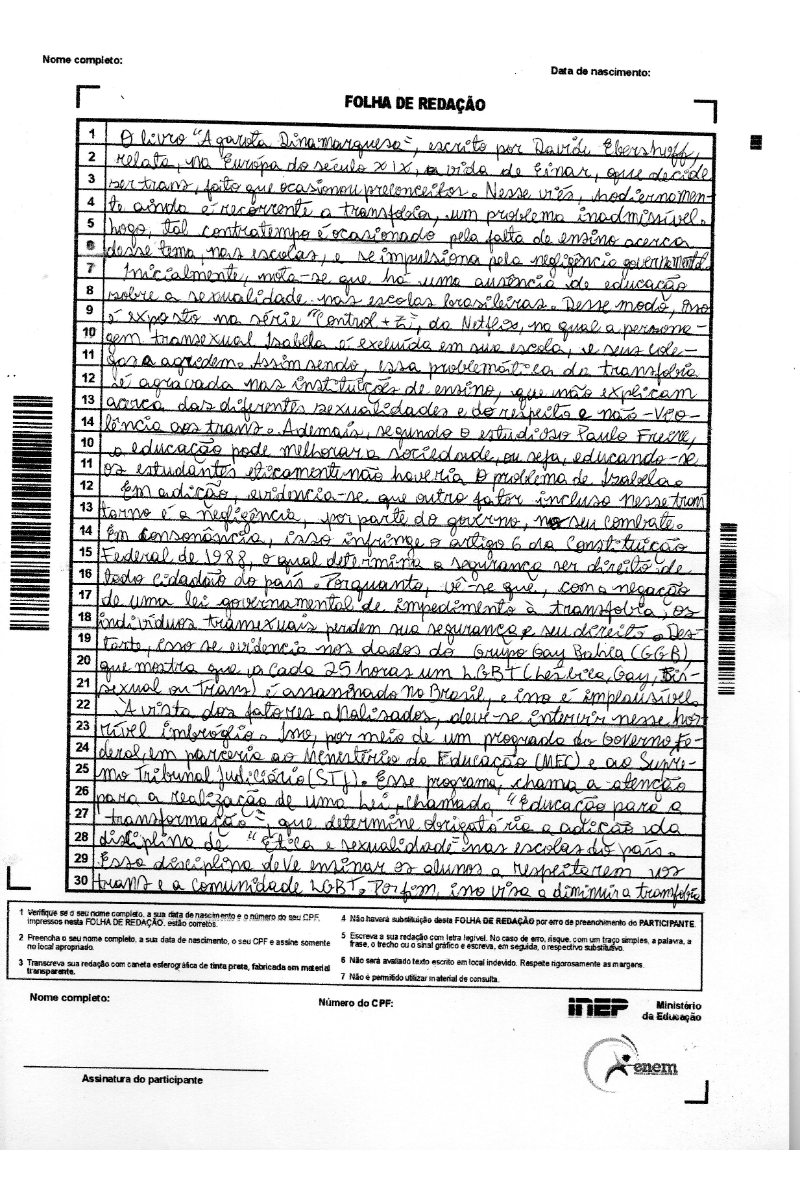 Nome completo:
Data de nascimento:
FOLHA DE REDAÇÃO
1 O livro "A garota Dinamarquesa", escrito por Davide Ebershoff,
2 relata, na Európa do século XIX, a vida de Einar, que decide
3 ser trans, faito que ocasionou preconceitos. Nesse viés, hodiernamen-
4 te ainda é recorrente a transfobia, um problema inadmissível.
5 Logo, tal contratempo é ocasionado pela falta de ensino acerca
6 desse tema, nas escolas, e se impulsiona pela negligência governamental.
7 Inicialmente, nota-se que há uma ausência de educação
8 sobre a sexualidade nas escolas brasileiras. Desse modo, isso
9 é exposto na série "Control + Z", da Netflix, na qual a persona-
10 gem transexual Isabela é excluída em sua escola, e seus cole-
11 gas a agridem. Assim sendo, essa problemática da transfobia
12 é agravada nas instituições de ensino, que não explicam
13 acerca das diferentes sexualidades e do respeito e não-vio-
14 lência aos trans. Ademais, segundo o estudioso Paulo Freire,
10 a educação pode melhorar a sociedade, ou seja, educando-se
11 os estudantes eticamente não haveria o problema de Isabela.
12 Em adição, evidencia-se que outro fator incluso nesse trans
13 torno é a negligência, por parte do governo, no seu combate.
14 Em consonância, isso infringe o artigo 6 da Constituição
15 Federal de 1988, o qual determina a segurança ser direito de
16 todo cidadão do país. Porquanto, vê-se que, com a negação
17 de uma lei governamental de impedimento à transfobia, os
18 indivíduos transexuais perdem sua segurança e seu direito. Des-
19 tarte, isso se evidencia nos dados do Grupo Gay Bahia (GGB),
20 que mostra que, a cada 25 horas um LGBT (Lésbica, Gay, Bis-
21 sexual ou Trans) é assassinado no Brasil, e isso é implausível.
22 A vista dos fatores analisados, deve-se intervir nesse hor-
23 rível imbróglio. Isso, por meio de um progrado do Governo Fe-
24 deral, em parceria ao Menistério da Educação (MEC) e ao Supre-
25 mo Tribunal Judiciário (STJ). Esse programa, chama a atenção
26 para a realização de uma Lei, chamada "Educação para a
27 transformação", que determine obrigatória a adição da
28 disciplina de "Ética e sexualidade" nas escolas do país.
29 Essa disciplina deve ensinar os alunos a respeitarem os
30 trans e a comunidade LGBT. Por fim, isso visa a diminuir a transfobia
1 Verifique se o seu nome completo, a sua data de nascimento e o número do seu CPF,
impressos nesta FOLHA DE REDAÇÃO, estão corretos.
2 Preencha o seu nome completo, a sua data de nascimento, o seu CPF e assine somente
no local apropriado.
3 Transcreva sua redação com caneta esferográfica de tinta preta, fabricada em material
transparente.
4 Não haverá substituição desta FOLHA DE REDAÇÃO por erro de preenchimento do PARTICIPANTE.
5 Escreva a sua redação com letra legível. No caso de erro, risque, com um traço simples, a palavra, a
frase, o trecho ou o sinal gráfico e escreva, em seguida, o respectivo substitutivo.
6 Não será avaliado texto escrito em local indevido. Respeite rigorosamente as margens.
7 Não é permitido utilizar material de consulta.
Nome completo:
Número do CPF:
INEP
Ministério
da Educação
enem
Assinatura do participante